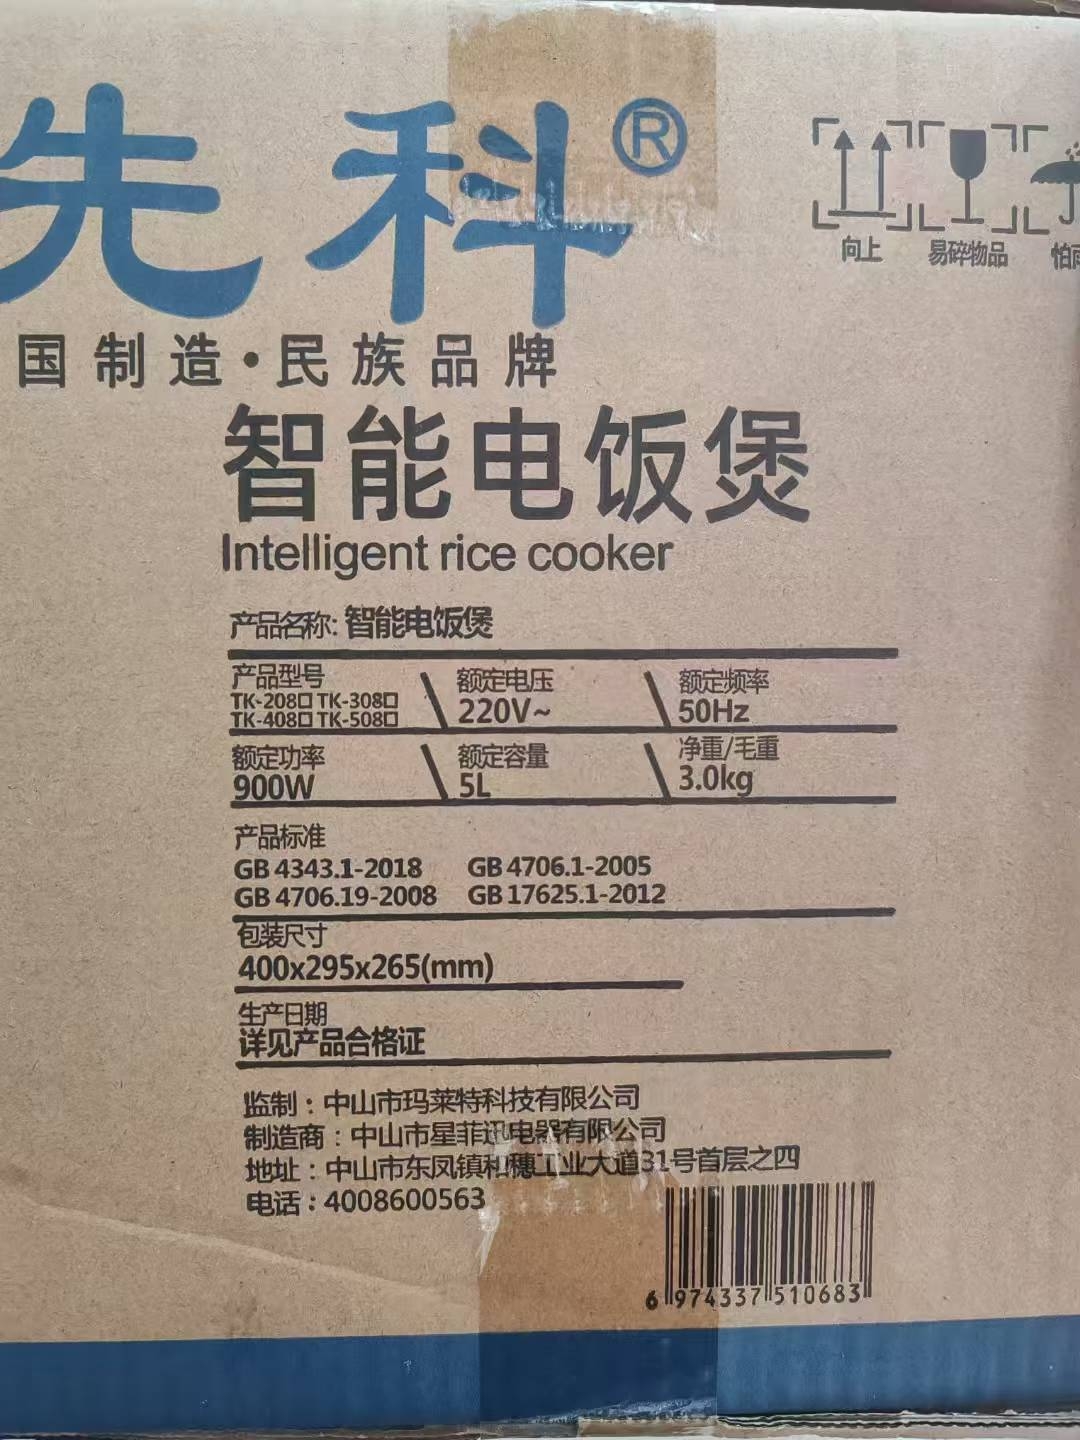 先科®
向上 易碎物品 怕
国制造·民族品牌
智能电饭煲
Intelligent rice cooker
产品名称: 智能电饭煲
产品型号 额定电压 额定频率
TK-208□ TK-308□ 220V~ 50Hz
TK-408□ TK-508□
额定功率 额定容量 净重/毛重
900W 5L 3.0kg
产品标准
GB 4343.1-2018 GB 4706.1-2005
GB 4706.19-2008 GB 17625.1-2012
包装尺寸
400x295x265(mm)
生产日期
详见产品合格证
监制：中山市玛莱特科技有限公司
制造商：中山市星菲迅电器有限公司
地址：中山市东凤镇和穗工业大道31号首层之四
电话：4008600563
6 974337 510683